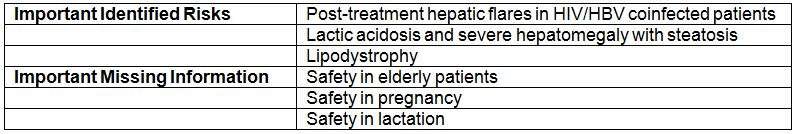 Important Identified Risks Post-treatment hepatic flares in HIV/HBV coinfected patients
Lactic acidosis and severe hepatomegaly with steatosis
Lipodystrophy
Important Missing Information Safety in elderly patients
Safety in pregnancy
Safety in lactation